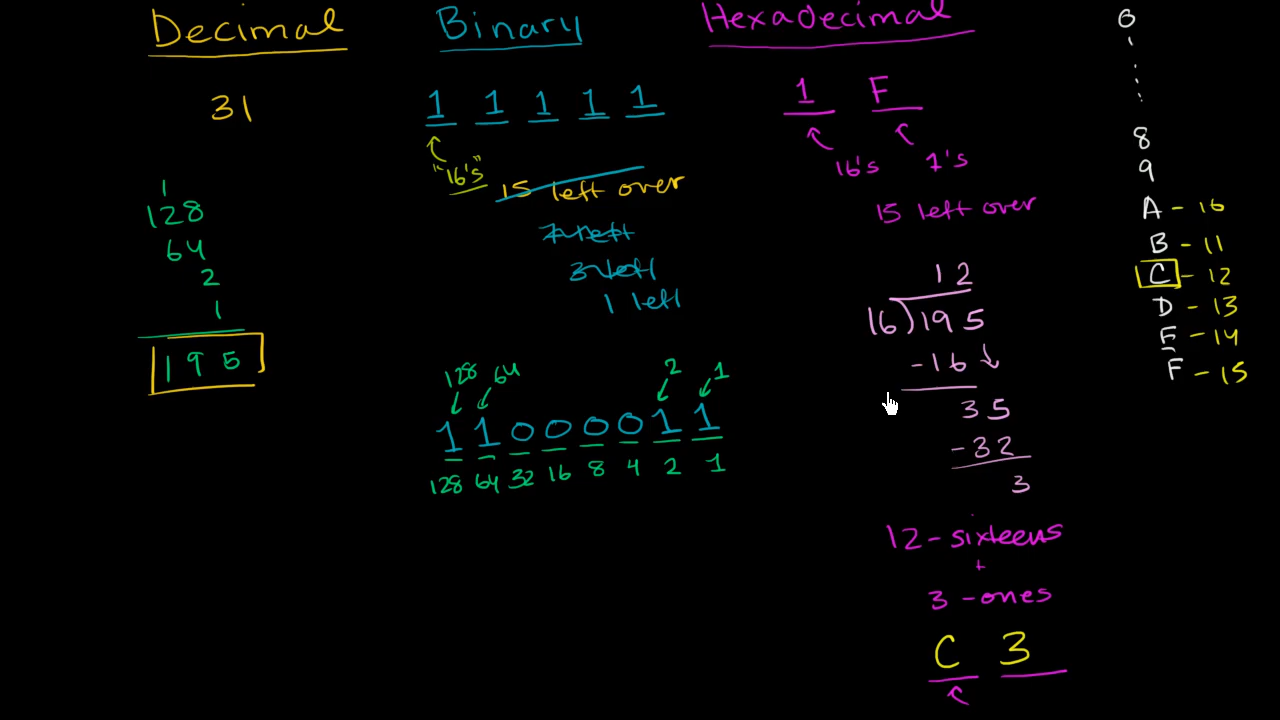 Decimal
31
1
128
64
2
1
195
Binary
1 1 1 1 1
"16's"
15 left over
7 left
3 left
1 left
128 64 2 1
1 1 0 0 0 0 1 1
128 64 32 16 8 4 2 1
Hexadecimal
1 F
16's 1's
15 left over
12
16)195
-16
35
-32
3
12-sixteens
+
3-ones
C 3
0
8
9
A - 10
B - 11
C - 12
D - 13
E - 14
F - 15